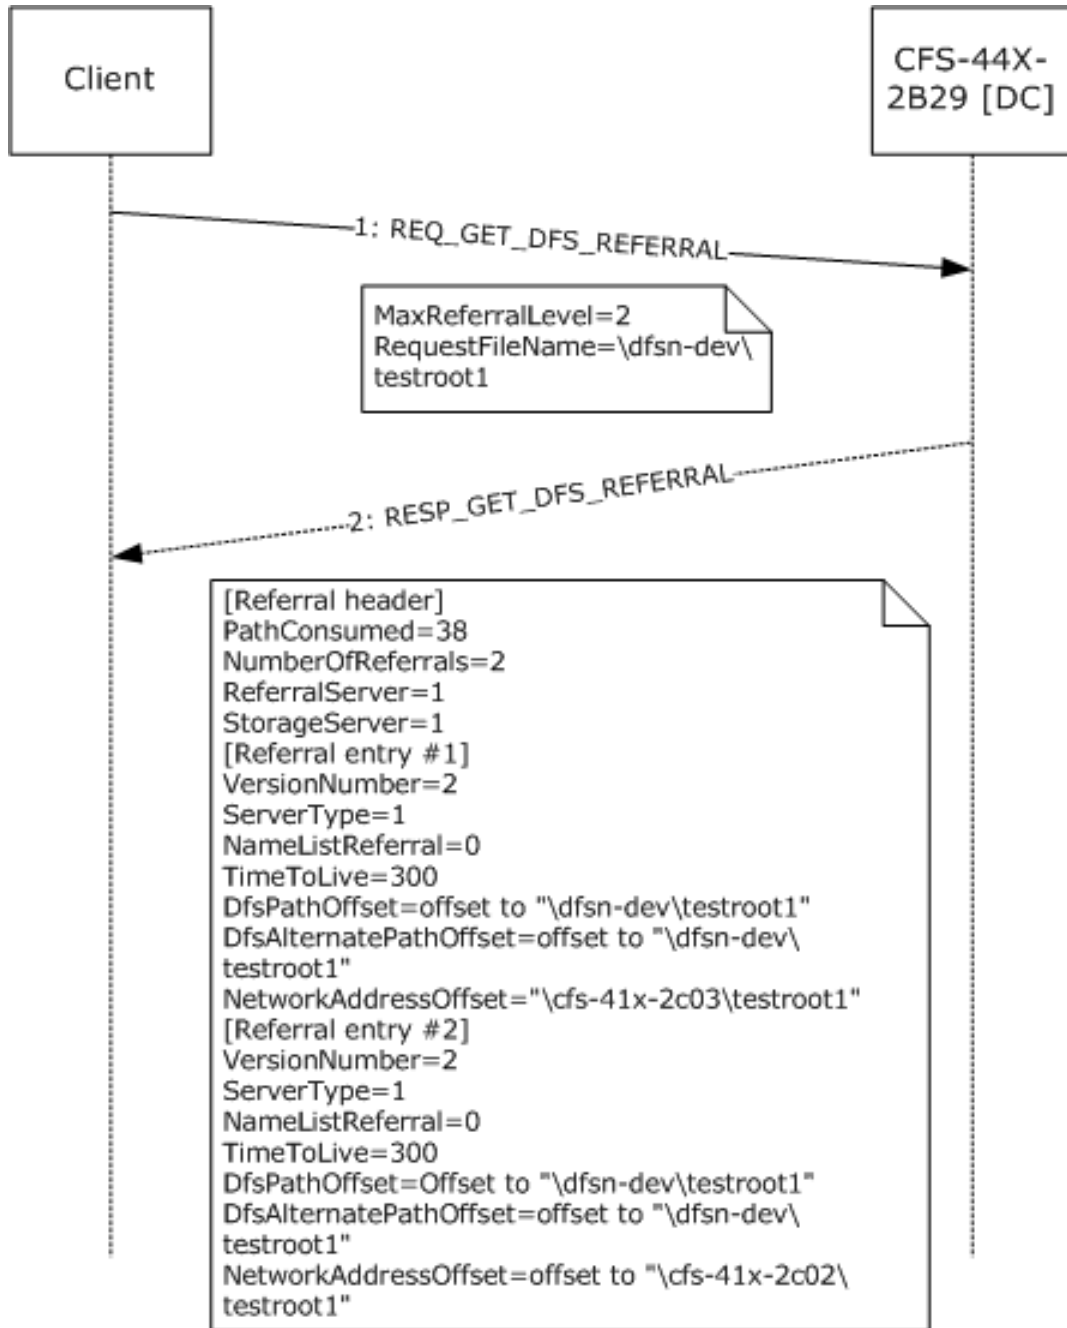 Client
CFS-44X-
2B29 [DC]
1: REQ_GET_DFS_REFERRAL
MaxReferralLevel=2
RequestFileName=\dfsn-dev\
testroot1
2: RESP_GET_DFS_REFERRAL
[Referral header]
PathConsumed=38
NumberOfReferrals=2
ReferralServer=1
StorageServer=1
[Referral entry #1]
VersionNumber=2
ServerType=1
NameListReferral=0
TimeToLive=300
DfsPathOffset=offset to "\dfsn-dev\testroot1"
DfsAlternatePathOffset=offset to "\dfsn-dev\
testroot1"
NetworkAddressOffset="\cfs-41x-2c03\testroot1"
[Referral entry #2]
VersionNumber=2
ServerType=1
NameListReferral=0
TimeToLive=300
DfsPathOffset=Offset to "\dfsn-dev\testroot1"
DfsAlternatePathOffset=offset to "\dfsn-dev\
testroot1"
NetworkAddressOffset=offset to "\cfs-41x-2c02\
testroot1"